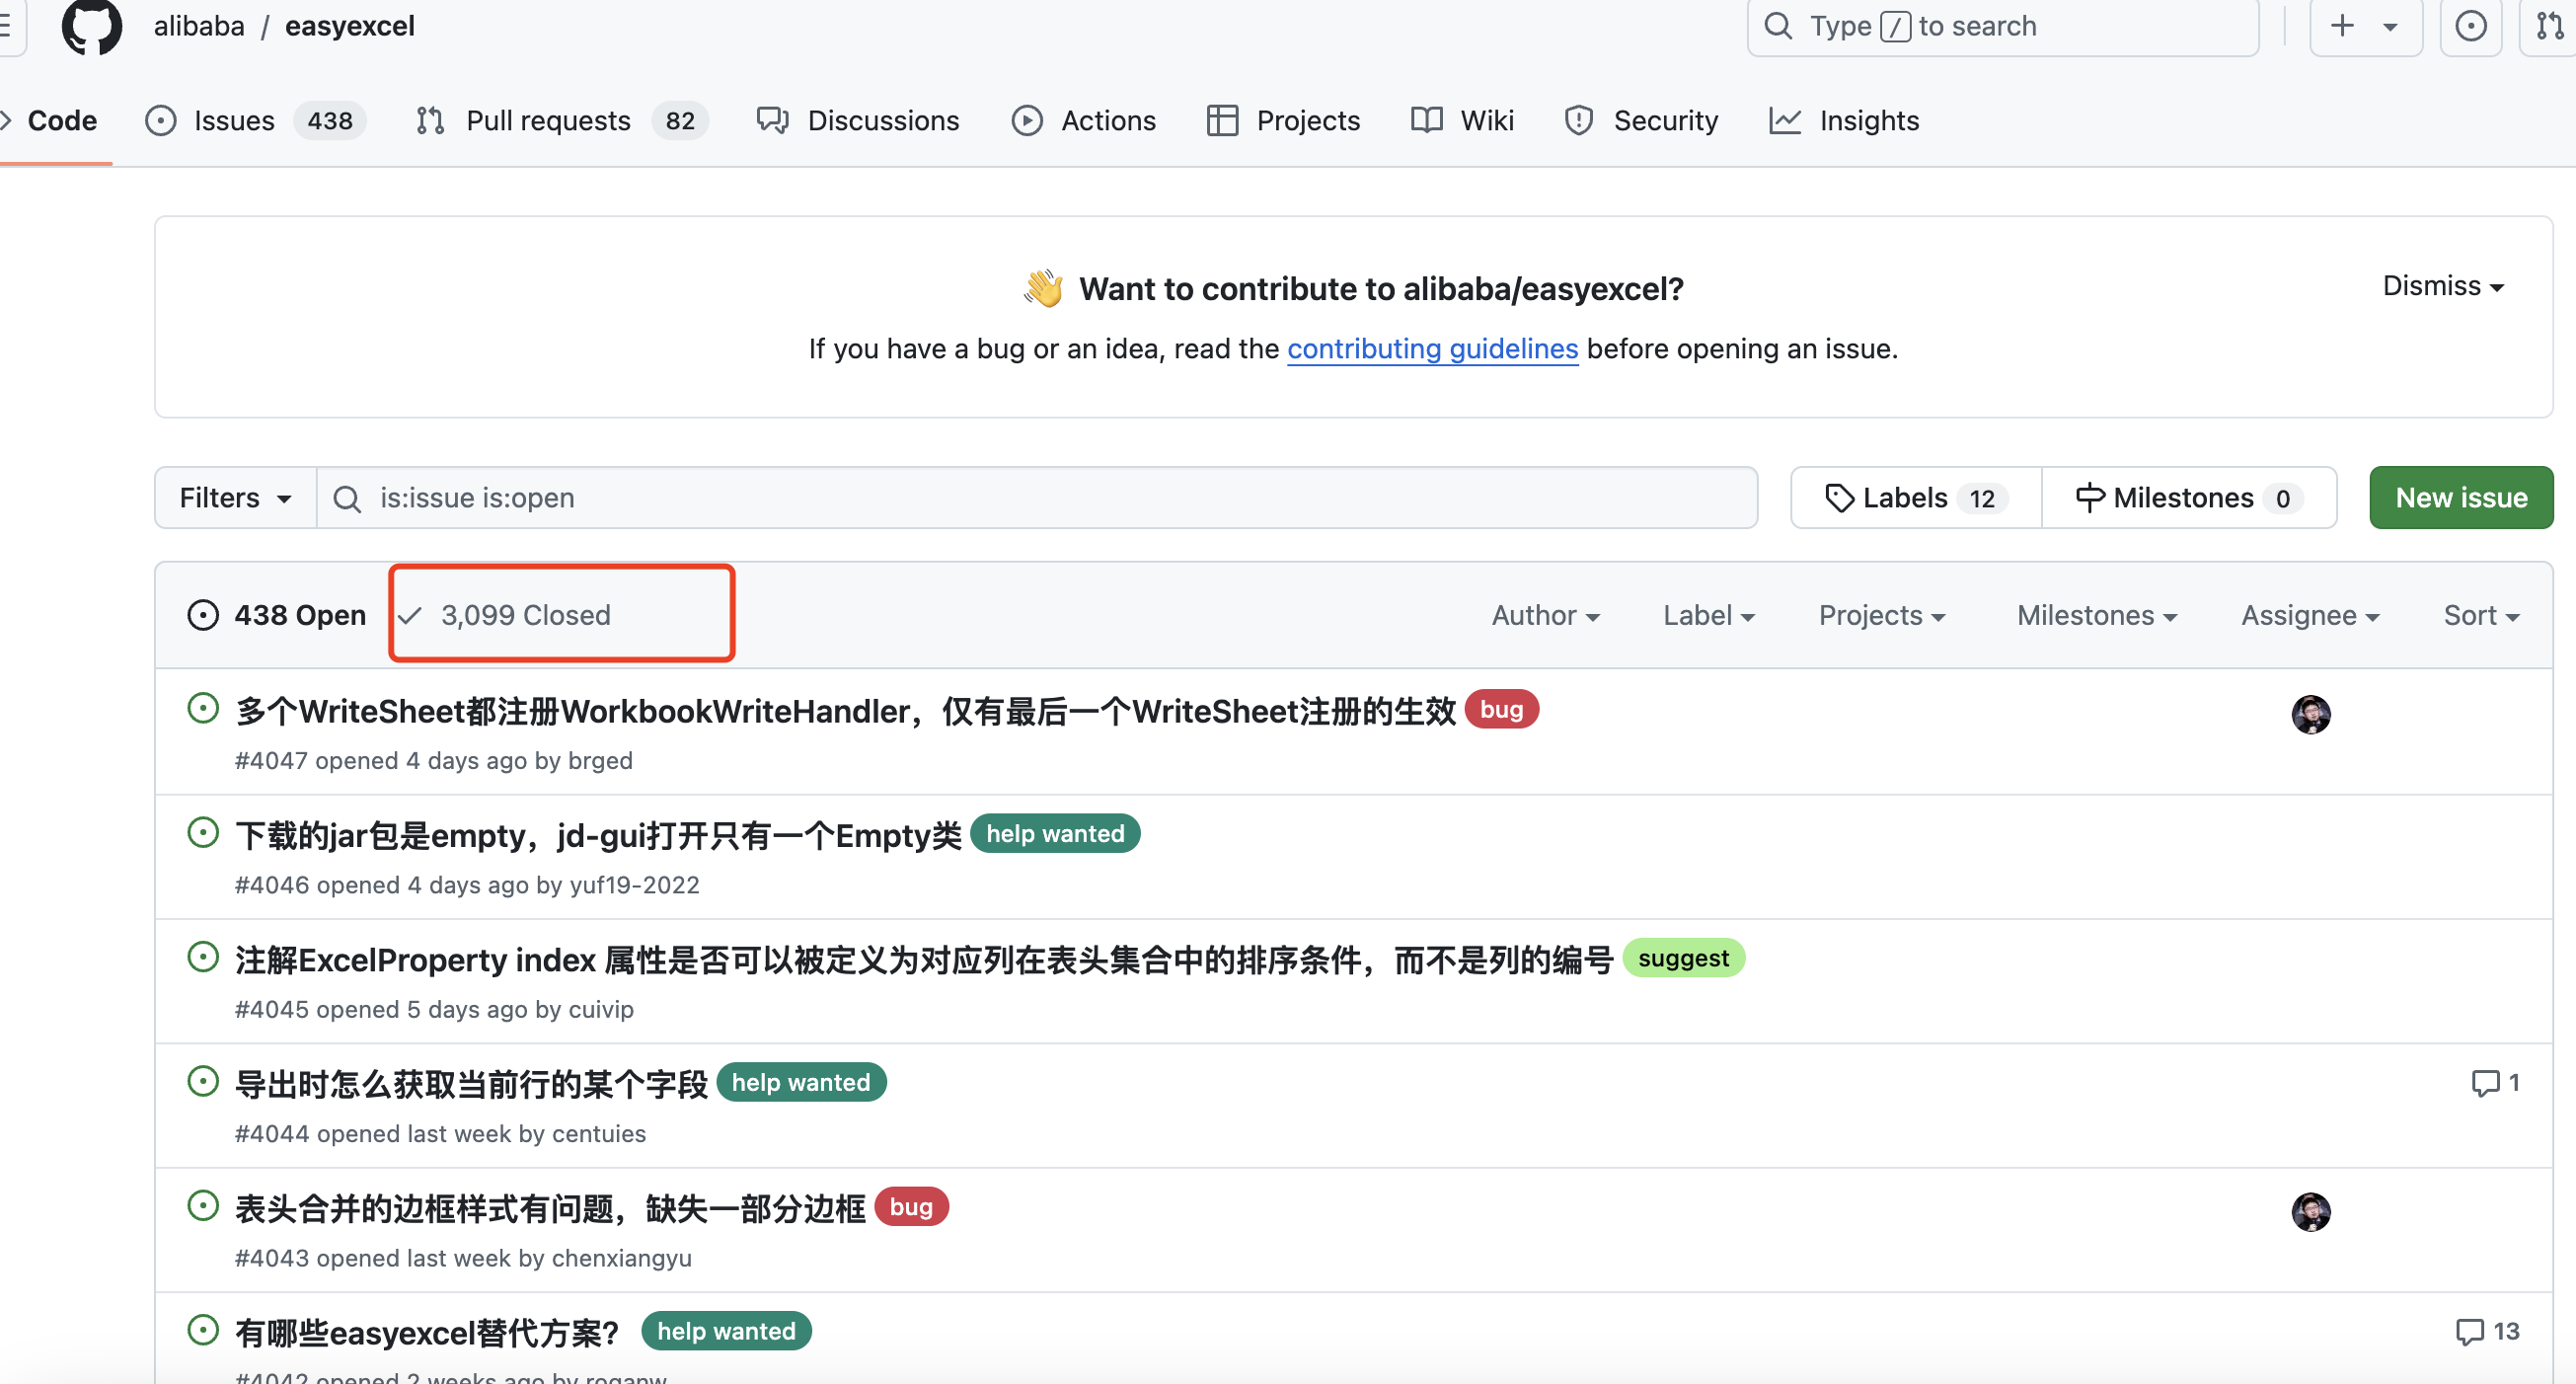 alibaba / easyexcel
Type / to search
Code
Issues 438
Pull requests 82
Discussions
Actions
Projects
Wiki
Security
Insights
👋 Want to contribute to alibaba/easyexcel?
Dismiss
If you have a bug or an idea, read the contributing guidelines before opening an issue.
Filters
is:issue is:open
Labels 12
Milestones 0
New issue
438 Open
3,099 Closed
Author
Label
Projects
Milestones
Assignee
Sort
多个WriteSheet都注册WorkbookWriteHandler，仅有最后一个WriteSheet注册的生效 bug
#4047 opened 4 days ago by brged
下载的jar包是empty，jd-gui打开只有一个Empty类 help wanted
#4046 opened 4 days ago by yuf19-2022
注解ExcelProperty index 属性是否可以被定义为对应列在表头集合中的排序条件，而不是列的编号 suggest
#4045 opened 5 days ago by cuivip
导出时怎么获取当前行的某个字段 help wanted
1
#4044 opened last week by centuies
表头合并的边框样式有问题，缺失一部分边框 bug
#4043 opened last week by chenxiangyu
有哪些easyexcel替代方案？ help wanted
13
#4042 opened 2 weeks ago by roganw